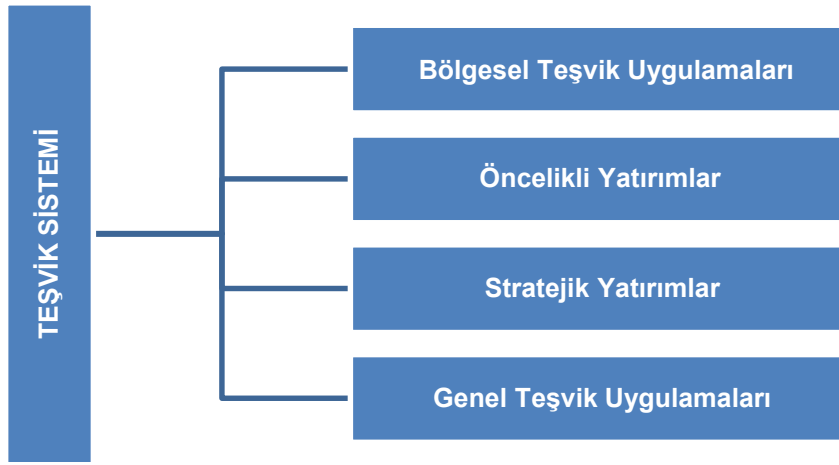 TEŞVİK SİSTEMİ
Bölgesel Teşvik Uygulamaları
Öncelikli Yatırımlar
Stratejik Yatırımlar
Genel Teşvik Uygulamaları